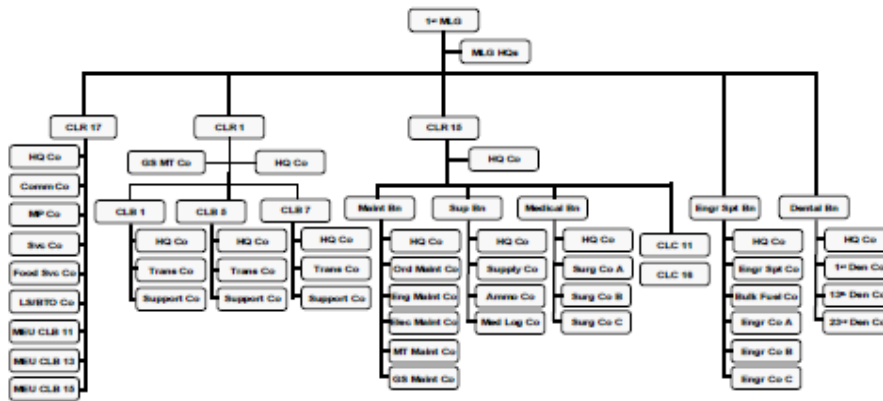 1st MLG
MLG HQs
CLR 17
HQ Co
Comm Co
MP Co
Svc Co
Food Svc Co
LS/BTO Co
MEU CLB 11
MEU CLB 13
MEU CLB 15
CLR 1
GS MT Co
HQ Co
CLB 1
HQ Co
Trans Co
Support Co
CLB 5
HQ Co
Trans Co
Support Co
CLB 7
HQ Co
Trans Co
Support Co
CLR 15
HQ Co
Maint Bn
HQ Co
Ord Maint Co
Eng Maint Co
Elec Maint Co
MT Maint Co
GS Maint Co
Sup Bn
HQ Co
Supply Co
Ammo Co
Med Log Co
Medical Bn
HQ Co
Surg Co A
Surg Co B
Surg Co C
CLC 11
CLC 16
Engr Spt Bn
HQ Co
Engr Spt Co
Bulk Fuel Co
Engr Co A
Engr Co B
Engr Co C
Dental Bn
HQ Co
1st Den Co
13th Den Co
23rd Den Co